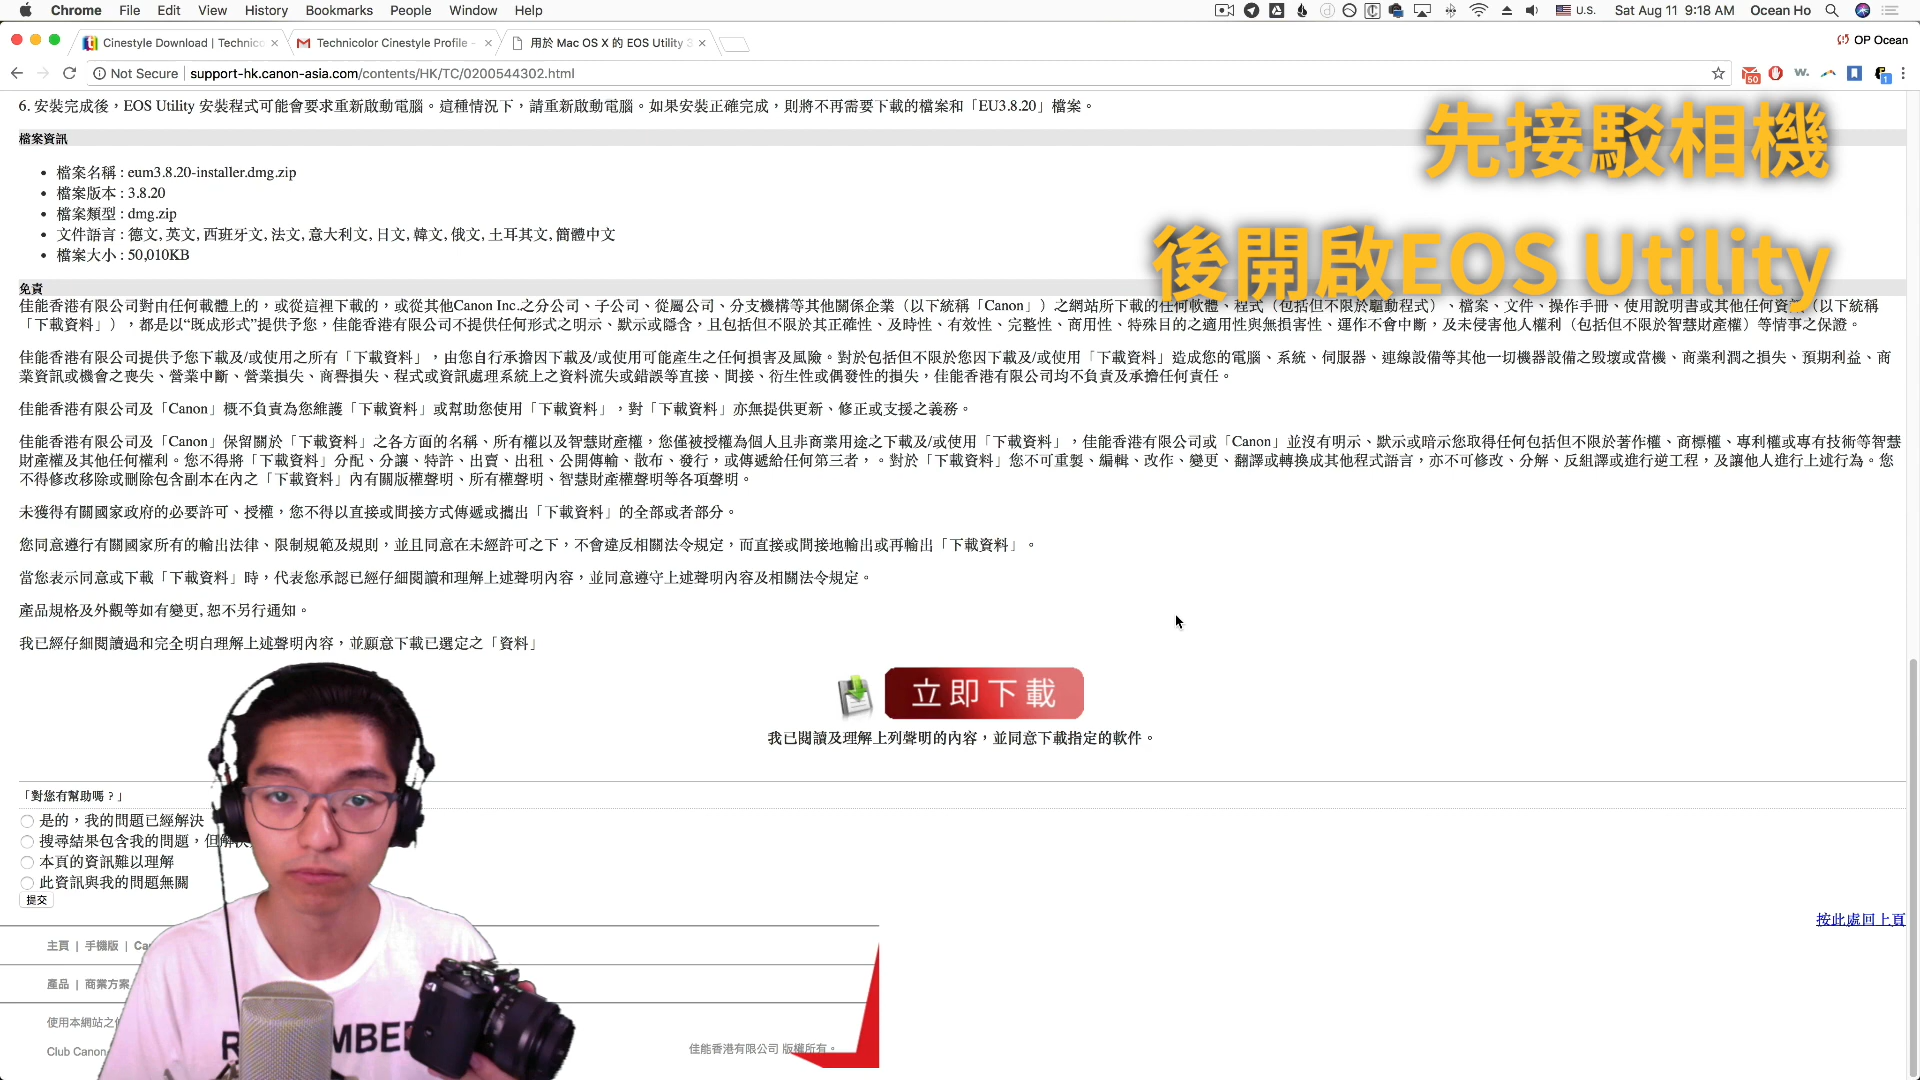 Chrome File Edit View History Bookmarks People Window Help
U.S. Sat Aug 11 9:18 AM Ocean Ho
Cinestyle Download | Technico
Technicolor Cinestyle Profile -
用於 Mac OS X 的 EOS Utility 3
OP Ocean
Not Secure support-hk.canon-asia.com/contents/HK/TC/0200544302.html
50
6. 安裝完成後，EOS Utility 安裝程式可能會要求重新啟動電腦。這種情況下，請重新啟動電腦。如果安裝正確完成，則將不再需要下載的檔案和「EU3.8.20」檔案。
先接駁相機
後開啟EOS Utility
檔案資訊
檔案名稱 : eum3.8.20-installer.dmg.zip
檔案版本 : 3.8.20
檔案類型 : dmg.zip
文件語言 : 德文, 英文, 西班牙文, 法文, 意大利文, 日文, 韓文, 俄文, 土耳其文, 簡體中文
檔案大小 : 50,010KB
免責
佳能香港有限公司對由任何載體上的，或從這裡下載的，或從其他Canon Inc.之分公司、子公司、從屬公司、分支機構等其他關係企業（以下統稱「Canon」）之網站所下載的任何軟體、程式（包括但不限於驅動程式）、檔案、文件、操作手冊、使用說明書或其他任何資（以下統稱
「下載資料」），都是以“既成形式”提供予您，佳能香港有限公司不提供任何形式之明示、默示或隱含，且包括但不限於其正確性、及時性、有效性、完整性、商用性、特殊目的之適用性與無損害性、運作不會中斷，及未侵害他人權利（包括但不限於智慧財產權）等情事之保證。
佳能香港有限公司提供予您下載及/或使用之所有「下載資料」，由您自行承擔因下載及/或使用可能產生之任何損害及風險。對於包括但不限於您因下載及/或使用「下載資料」造成您的電腦、系統、伺服器、連線設備等其他一切機器設備之毀壞或當機、商業利潤之損失、預期利益、商
業資訊或機會之喪失、營業中斷、營業損失、商譽損失、程式或資訊處理系統上之資料流失或錯誤等直接、間接、衍生性或偶發性的損失，佳能香港有限公司均不負責及承擔任何責任。
佳能香港有限公司及「Canon」概不負責為您維護「下載資料」或幫助您使用「下載資料」，對「下載資料」亦無提供更新、修正或支援之義務。
佳能香港有限公司及「Canon」保留關於「下載資料」之各方面的名稱、所有權以及智慧財產權，您僅被授權為個人且非商業用途之下載及/或使用「下載資料」，佳能香港有限公司或「Canon」並沒有明示、默示或暗示您取得任何包括但不限於著作權、商標權、專利權或專有技術等智慧
財產權及其他任何權利。您不得將「下載資料」分配、分讓、特許、出賣、出租、公開傳輸、散布、發行，或傳遞給任何第三者，。對於「下載資料」您不可重製、編輯、改作、變更、翻譯或轉換成其他程式語言，亦不可修改、分解、反組譯或進行逆工程，及讓他人進行上述行為。您
不得修改移除或刪除包含副本在內之「下載資料」內有關版權聲明、所有權聲明、智慧財產權聲明等各項聲明。
未獲得有關國家政府的必要許可、授權，您不得以直接或間接方式傳遞或攜出「下載資料」的全部或者部分。
您同意遵行有關國家所有的輸出法律、限制規範及規則，並且同意在未經許可之下，不會違反相關法令規定，而直接或間接地輸出或再輸出「下載資料」。
當您表示同意或下載「下載資料」時，代表您承認已經仔細閱讀和理解上述聲明內容，並同意遵守上述聲明內容及相關法令規定。
產品規格及外觀等如有變更, 恕不另行通知。
我已經仔細閱讀過和完全明白理解上述聲明內容，並願意下載已選定之「資料」
立即下載
我已閱讀及理解上列聲明的內容，並同意下載指定的軟件。
「對您有幫助嗎？」
是的，我的問題已經解決
搜尋結果包含我的問題，但解決
本頁的資訊難以理解
此資訊與我的問題無關
提交
按此處回上頁
主頁 | 手機版 | Ca
產品 | 商業方案
使用本網站之
Club Canon
佳能香港有限公司 版權所有。